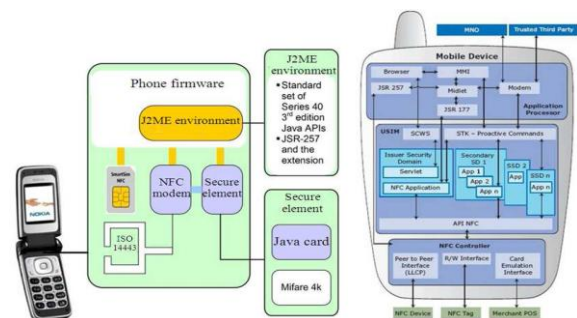 Phone firmware
J2ME environment
SmartSim
NFC
NFC
modem
Secure
element
ISO
14443
NOKIA
J2ME
environment
•Standard
set of
Series 40
3rd edition
Java APIs
•JSR-257
and the
extension
Secure
element
Java card
Mifare 4k
MNO
Trusted Third Party
Mobile Device
Browser
MMI
JSR 257
Midlet
Modem
JSR 177
Application
Processor
USIM
SCWS
STK – Proactive Commands
Issuer Security
Domain
Servlet
NFC Application
Secondary
SD 1
App 1
App 2
App n
SSD 2
App
SSD n
App n
API NFC
NFC Controller
Peer to Peer
Interface
(LLCP)
R/W Interface
Card
Emulation
Interface
NFC Device
NFC Tag
Merchant POS